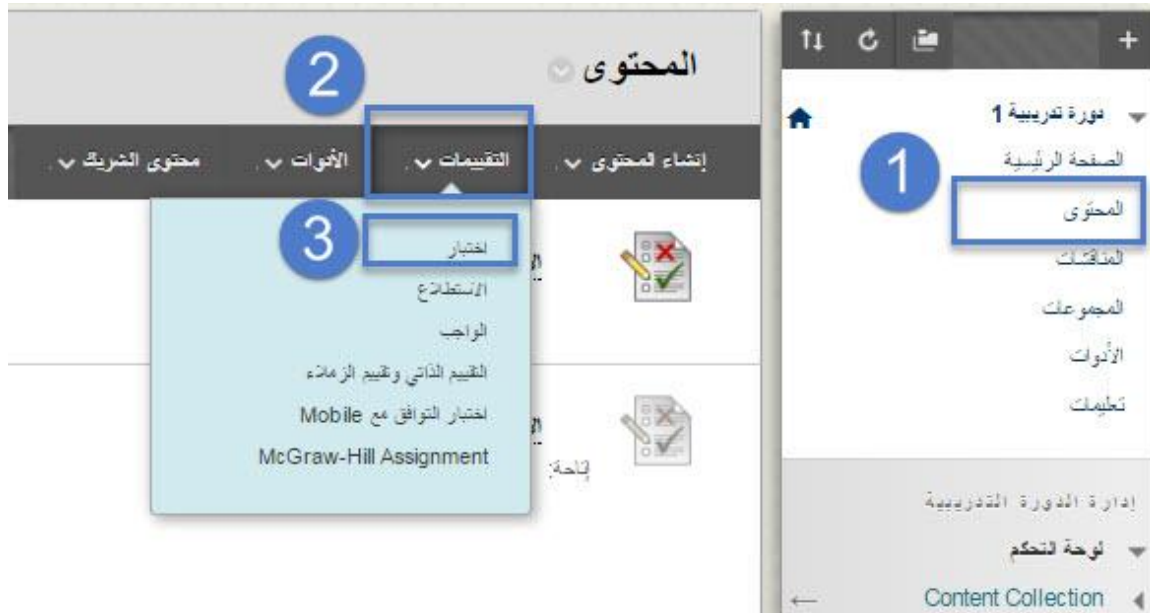 دورة تدريبية 1
الصفحة الرئيسية
1
المحتوى
المناقشات
المجموعات
الأدوات
تعليمات
إدارة الدورة التدريبية
لوحة التحكم
Content Collection
المحتوى
2
إنشاء المحتوى
التقييمات
الأدوات
محتوى الشريك
3
اختبار
الاستطلاع
الواجب
التقييم الذاتي وتقييم الزملاء
اختبار التوافق مع Mobile
McGraw-Hill Assignment
إتاحة: